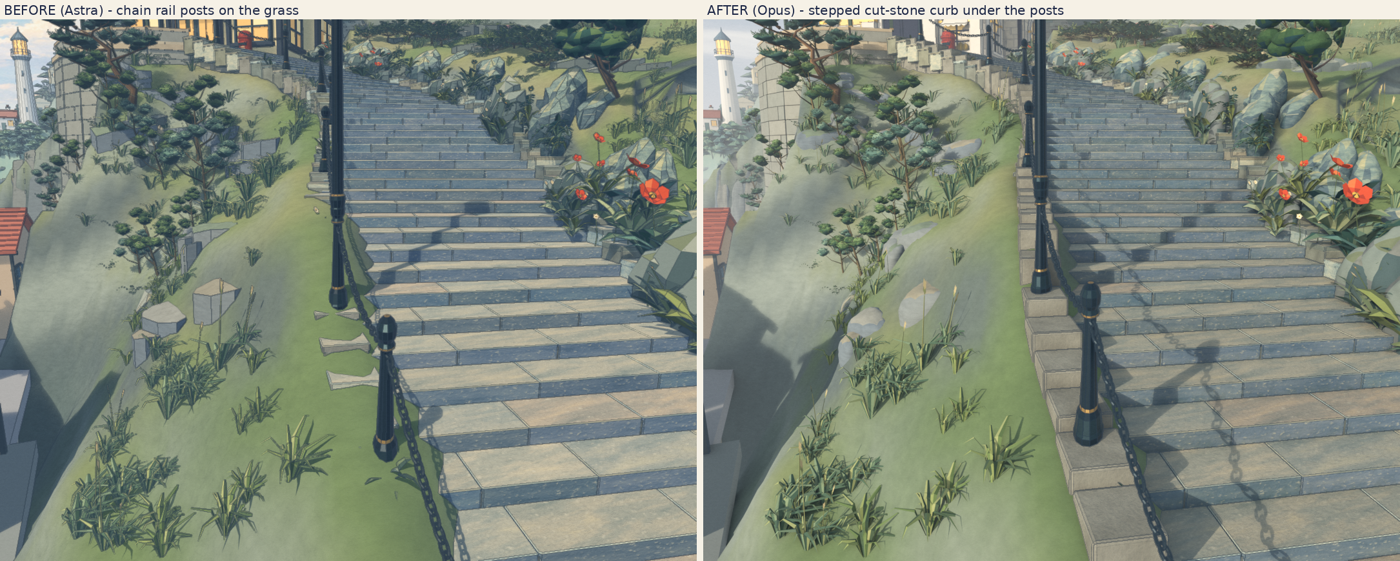 BEFORE (Astra) - chain rail posts on the grass
AFTER (Opus) - stepped cut-stone curb under the posts